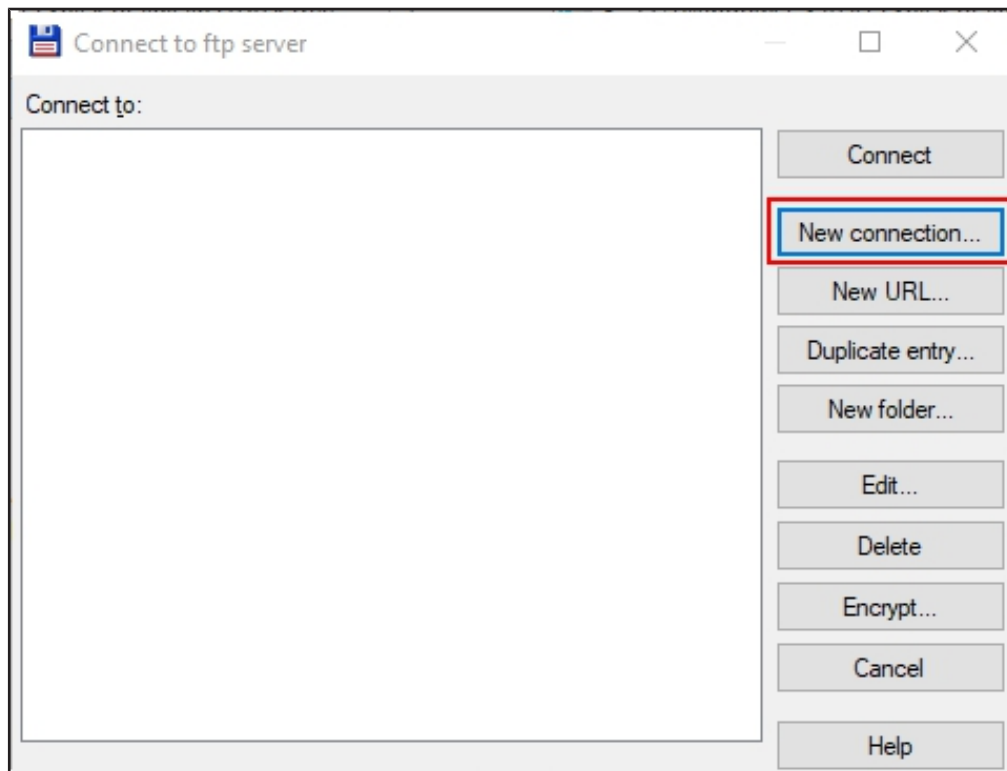 Connect to ftp server
Connect to:
Connect
New connection...
New URL...
Duplicate entry...
New folder...
Edit...
Delete
Encrypt...
Cancel
Help